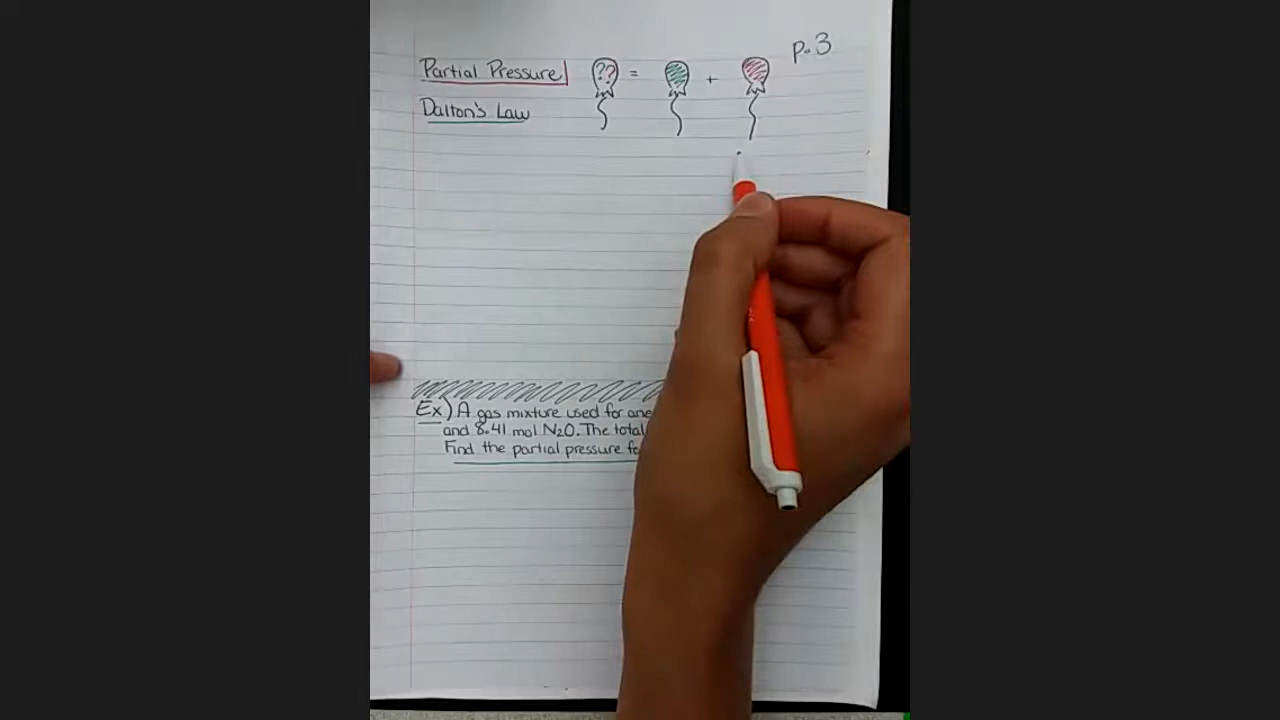 p.3
Partial Pressure ?? = +
Dalton's Law
Ex) A gas mixture used for ane
and 8.41 mol N₂O. The total
Find the partial pressure fo